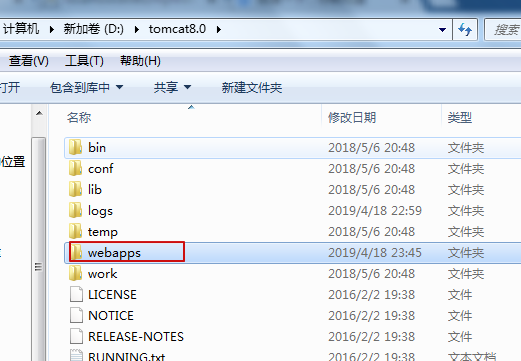 计算机 ▸ 新加卷 (D:) ▸ tomcat8.0 ▸ 搜索
查看(V) 工具(T) 帮助(H)
打开 包含到库中 共享 新建文件夹
名称 修改日期 类型
bin 2018/5/6 20:48 文件夹
位置 conf 2018/5/6 20:48 文件夹
lib 2018/5/6 20:48 文件夹
logs 2019/4/18 22:59 文件夹
temp 2018/5/6 20:48 文件夹
webapps 2019/4/18 23:45 文件夹
work 2018/5/6 20:48 文件夹
LICENSE 2016/2/2 19:38 文件
NOTICE 2016/2/2 19:38 文件
RELEASE-NOTES 2016/2/2 19:38 文件
RUNNING.txt 2016/2/2 19:38 文本文档